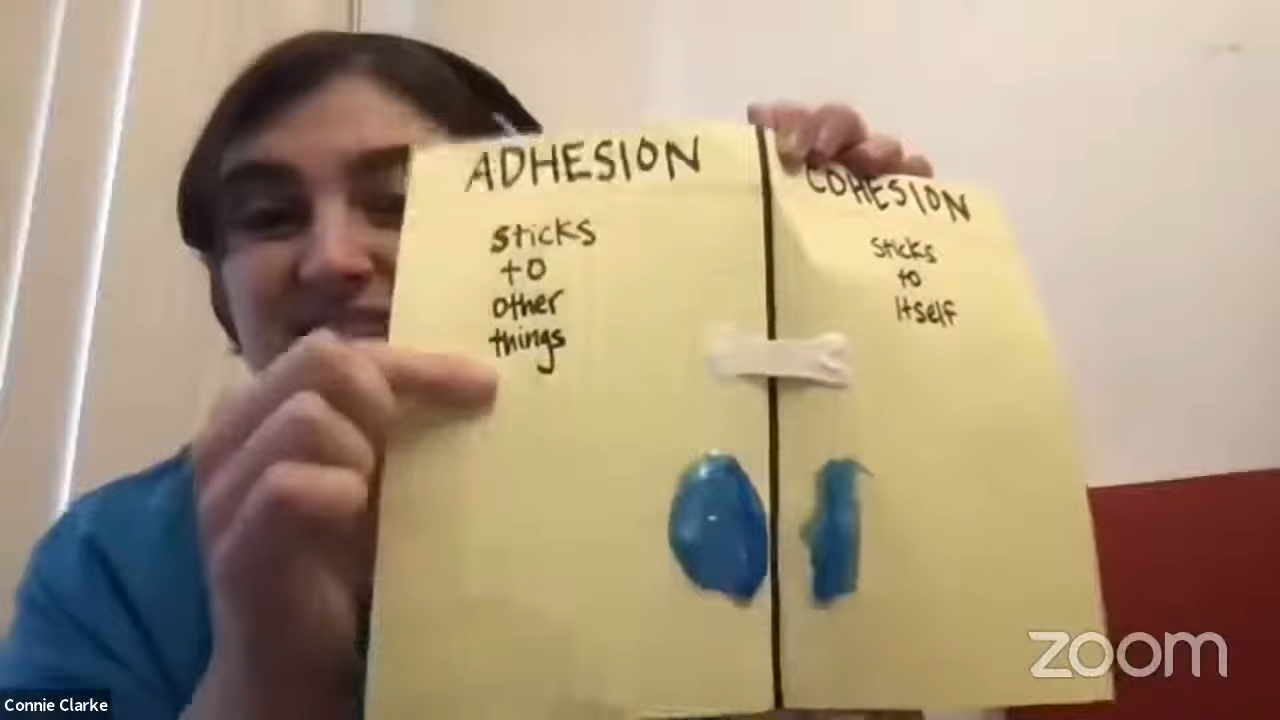 ADHESION
sticks
to
other
things
COHESION
Sticks
to
Itself
zoom
Connie Clarke